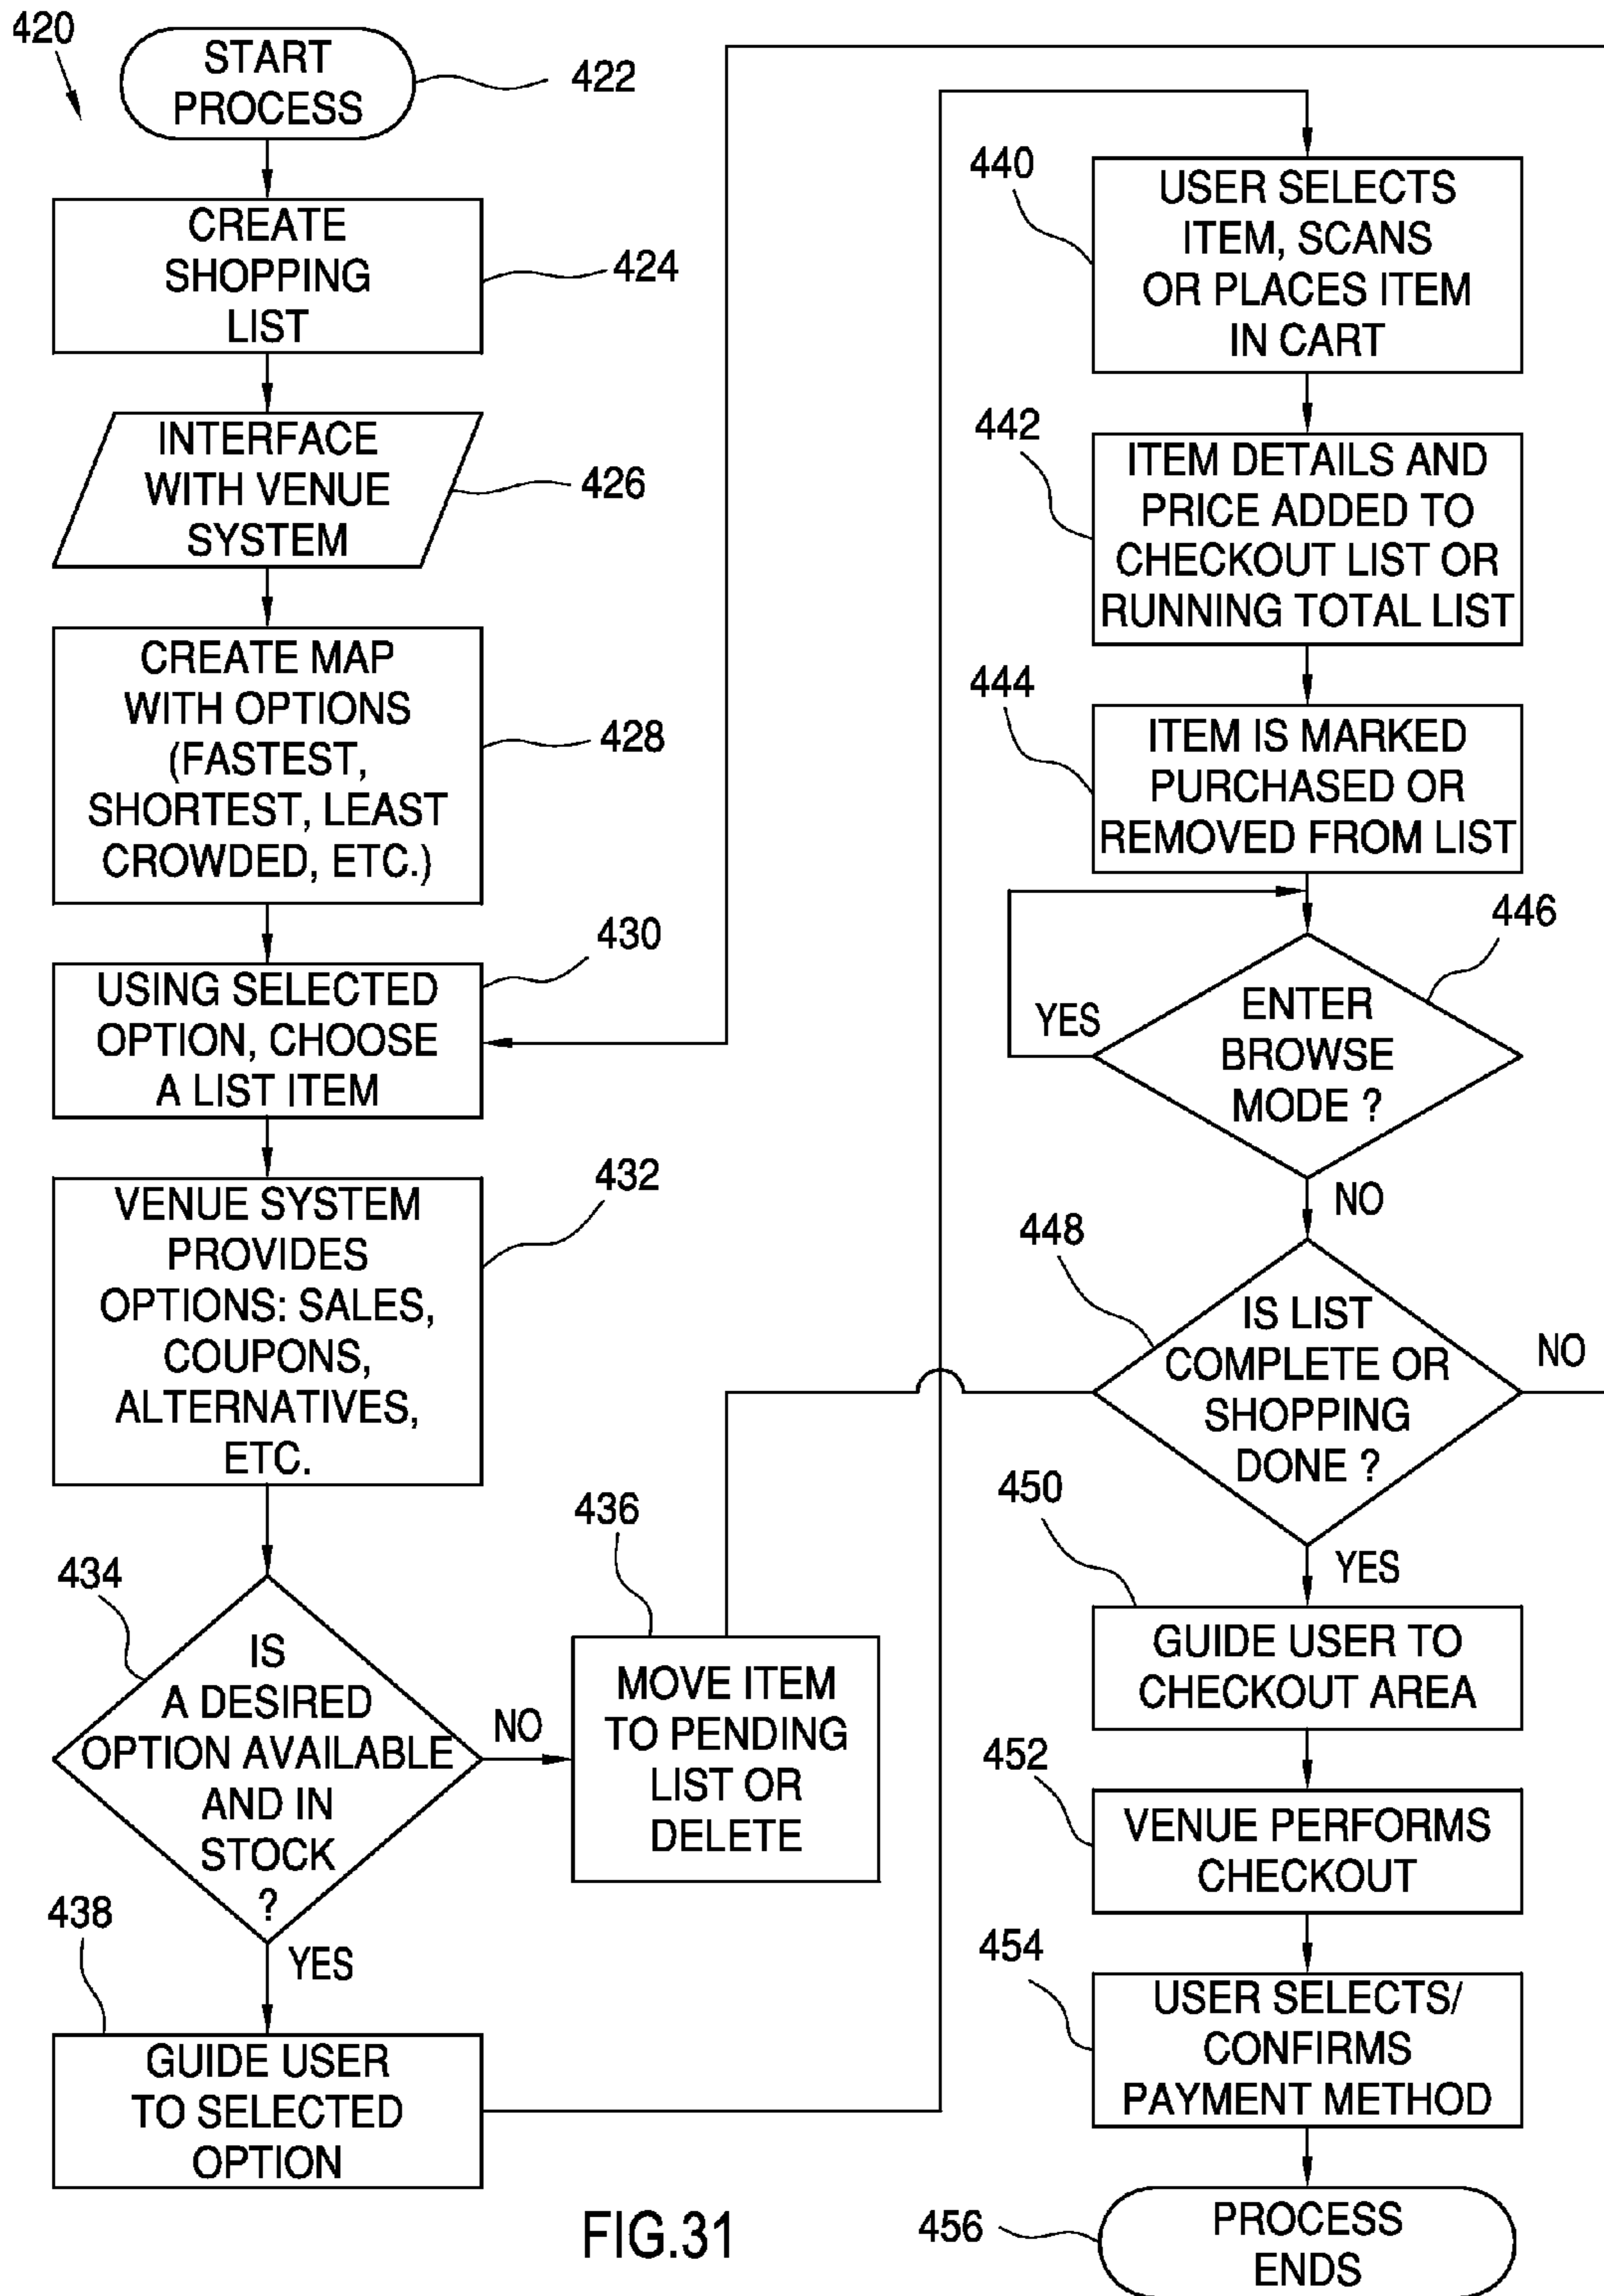 420
START
PROCESS
422
CREATE
SHOPPING
LIST
424
INTERFACE
WITH VENUE
SYSTEM
426
CREATE MAP
WITH OPTIONS
(FASTEST,
SHORTEST, LEAST
CROWDED, ETC.)
428
430
USING SELECTED
OPTION, CHOOSE
A LIST ITEM
432
VENUE SYSTEM
PROVIDES
OPTIONS: SALES,
COUPONS,
ALTERNATIVES,
ETC.
434
IS
A DESIRED
OPTION AVAILABLE
AND IN
STOCK
?
NO
YES
436
MOVE ITEM
TO PENDING
LIST OR
DELETE
438
GUIDE USER
TO SELECTED
OPTION
440
USER SELECTS
ITEM, SCANS
OR PLACES ITEM
IN CART
442
ITEM DETAILS AND
PRICE ADDED TO
CHECKOUT LIST OR
RUNNING TOTAL LIST
444
ITEM IS MARKED
PURCHASED OR
REMOVED FROM LIST
446
YES
ENTER
BROWSE
MODE ?
NO
448
IS LIST
COMPLETE OR
SHOPPING
DONE ?
NO
YES
450
GUIDE USER TO
CHECKOUT AREA
452
VENUE PERFORMS
CHECKOUT
454
USER SELECTS/
CONFIRMS
PAYMENT METHOD
456
PROCESS
ENDS
FIG.31